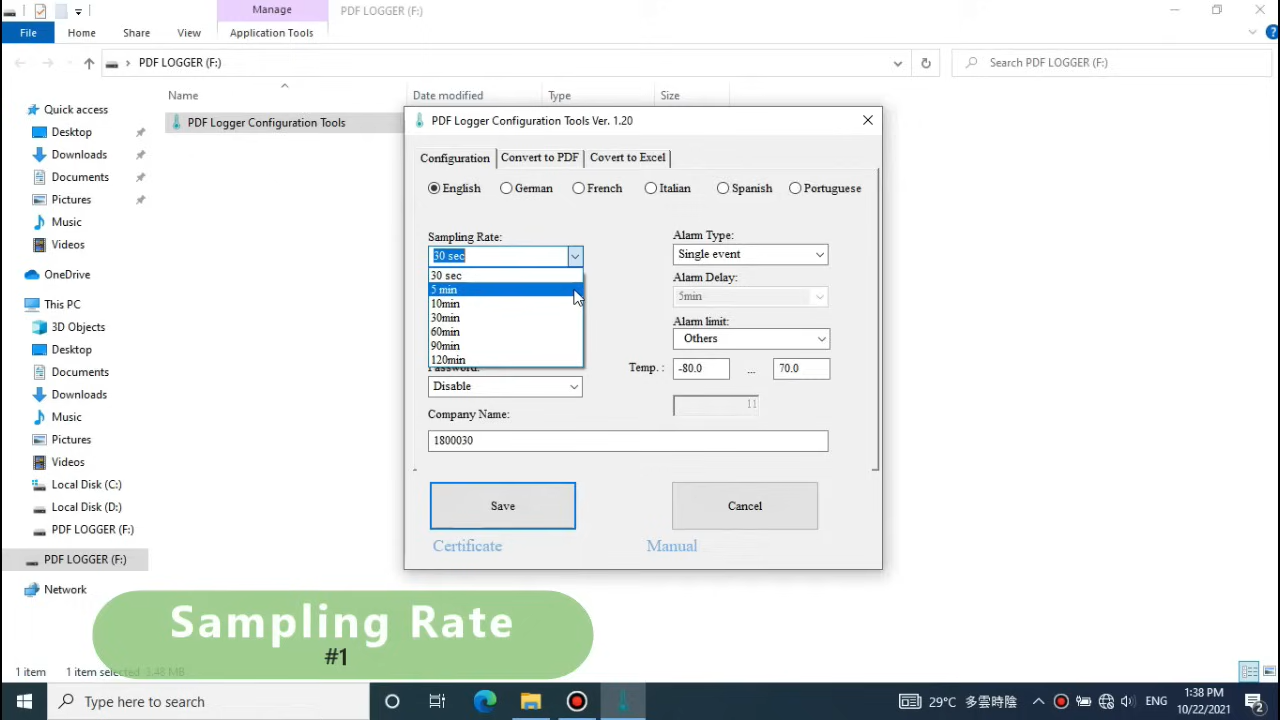 Manage
PDF LOGGER (F:)
File
Home
Share
View
Application Tools
PDF LOGGER (F:)
Search PDF LOGGER (F:)
Name
Date modified
Type
Size
Quick access
Desktop
Downloads
Documents
Pictures
Music
Videos
OneDrive
This PC
3D Objects
Desktop
Documents
Downloads
Music
Pictures
Videos
Local Disk (C:)
Local Disk (D:)
PDF LOGGER (F:)
PDF LOGGER (F:)
Network
PDF Logger Configuration Tools
PDF Logger Configuration Tools Ver. 1.20
Configuration
Convert to PDF
Covert to Excel
English
German
French
Italian
Spanish
Portuguese
Sampling Rate:
30 sec
30 sec
5 min
10min
30min
60min
90min
120min
Password:
Disable
Company Name:
1800030
Alarm Type:
Single event
Alarm Delay:
5min
Alarm limit:
Others
Temp. :
-80.0
...
70.0
11
Save
Cancel
Certificate
Manual
Sampling Rate
#1
1 item
1 item selected 3.48 MB
Type here to search
29°C 多雲時陰
ENG
1:38 PM
10/22/2021
2